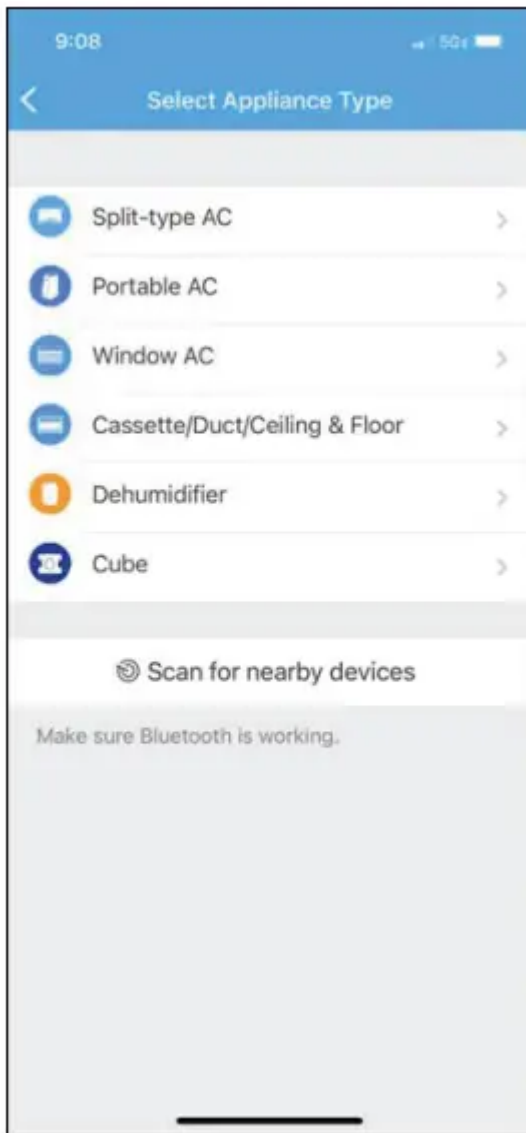 9:08
5G
Select Appliance Type
Split-type AC
Portable AC
Window AC
Cassette/Duct/Ceiling & Floor
Dehumidifier
Cube
Scan for nearby devices
Make sure Bluetooth is working.